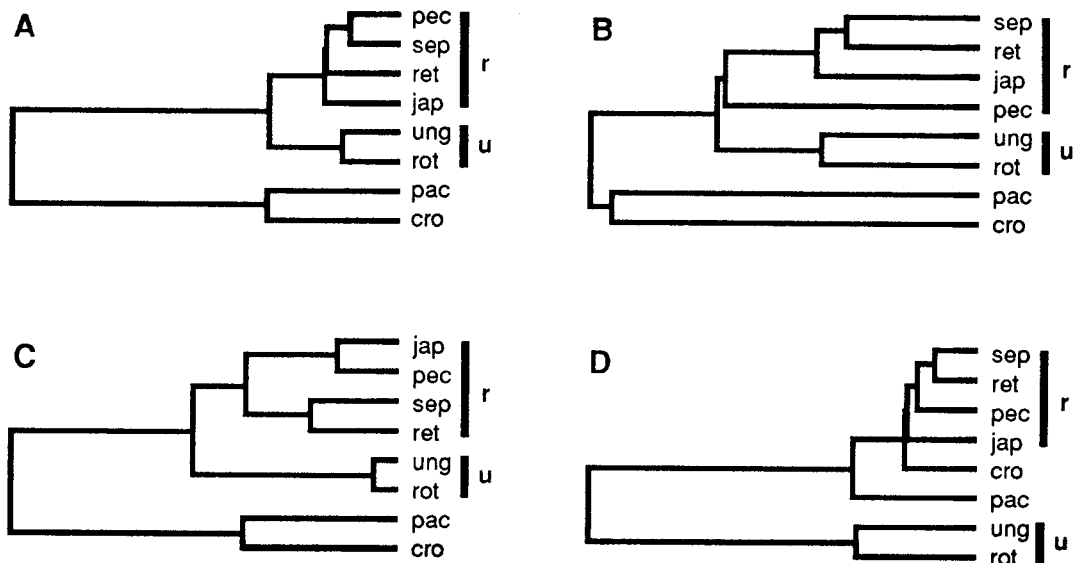 A
pec
sep
ret
jap
r
ung
rot
u
pac
cro
B
sep
ret
jap
pec
r
ung
rot
u
pac
cro
C
jap
pec
sep
ret
r
ung
rot
u
pac
cro
D
sep
ret
pec
jap
r
cro
pac
ung
rot
u